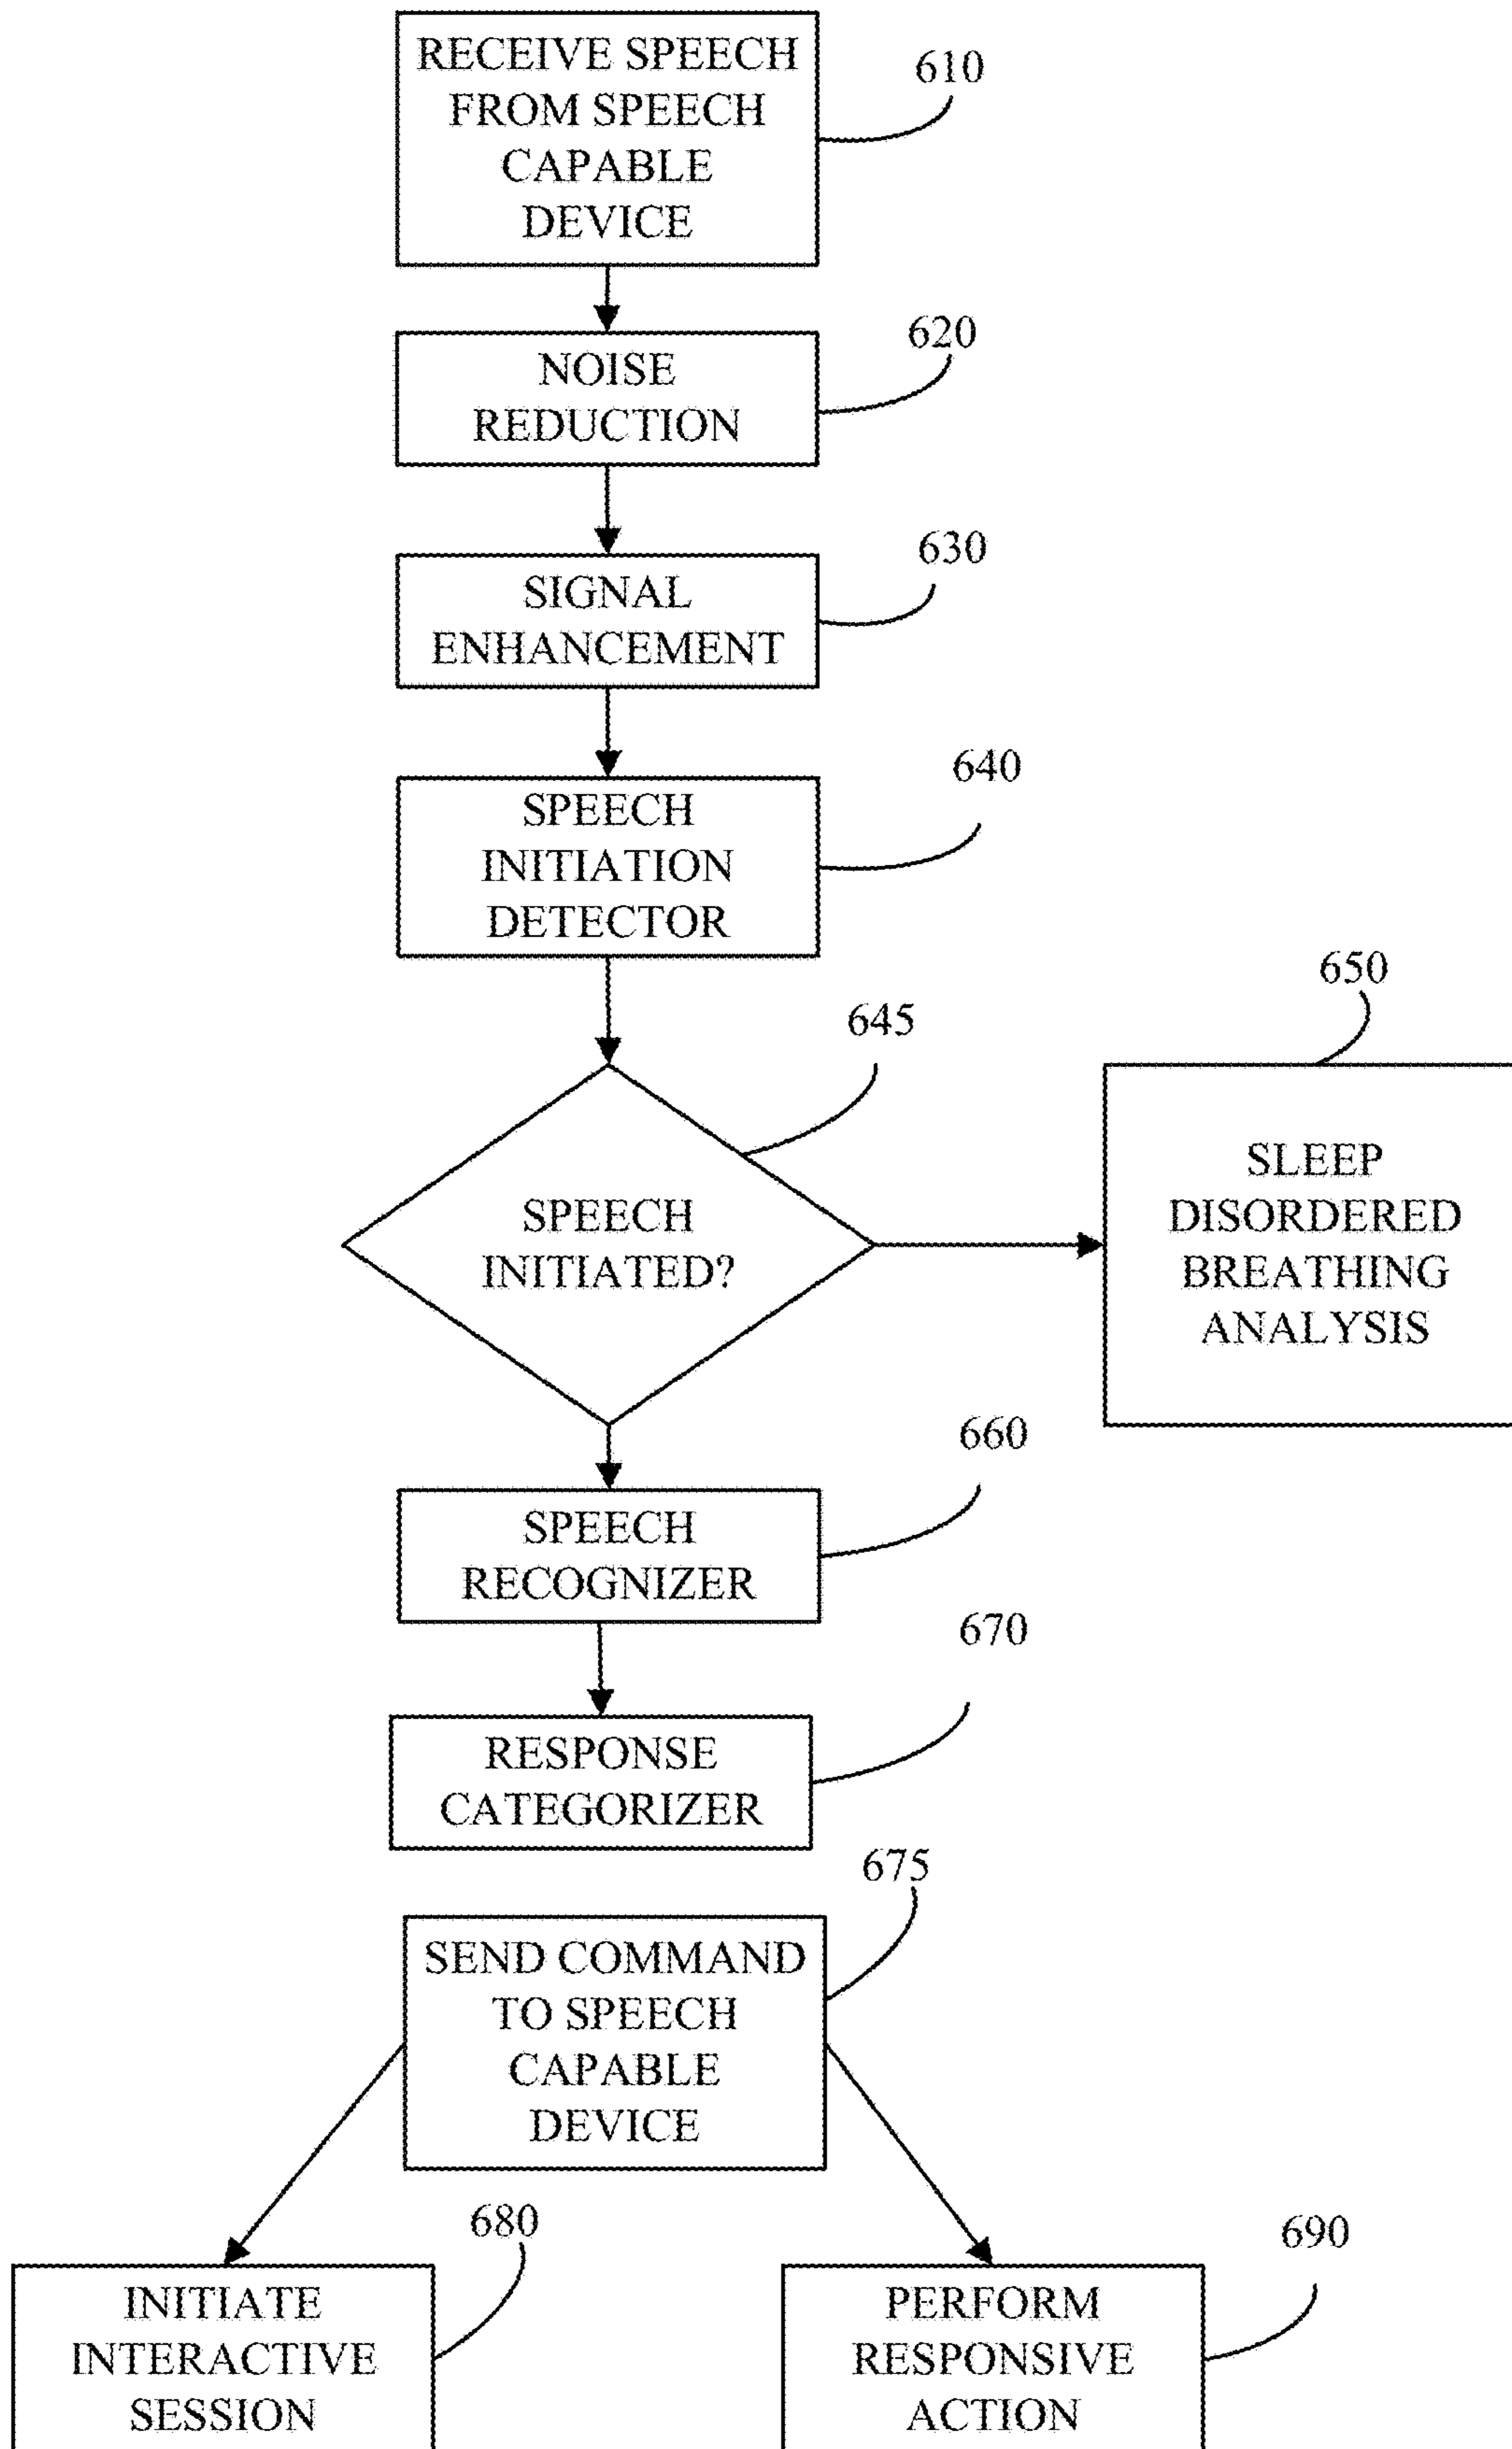 RECEIVE SPEECH
FROM SPEECH
CAPABLE
DEVICE
610
NOISE
REDUCTION
620
SIGNAL
ENHANCEMENT
630
SPEECH
INITIATION
DETECTOR
640
SPEECH
INITIATED?
645
SLEEP
DISORDERED
BREATHING
ANALYSIS
650
SPEECH
RECOGNIZER
660
RESPONSE
CATEGORIZER
670
SEND COMMAND
TO SPEECH
CAPABLE
DEVICE
675
INITIATE
INTERACTIVE
SESSION
680
PERFORM
RESPONSIVE
ACTION
690